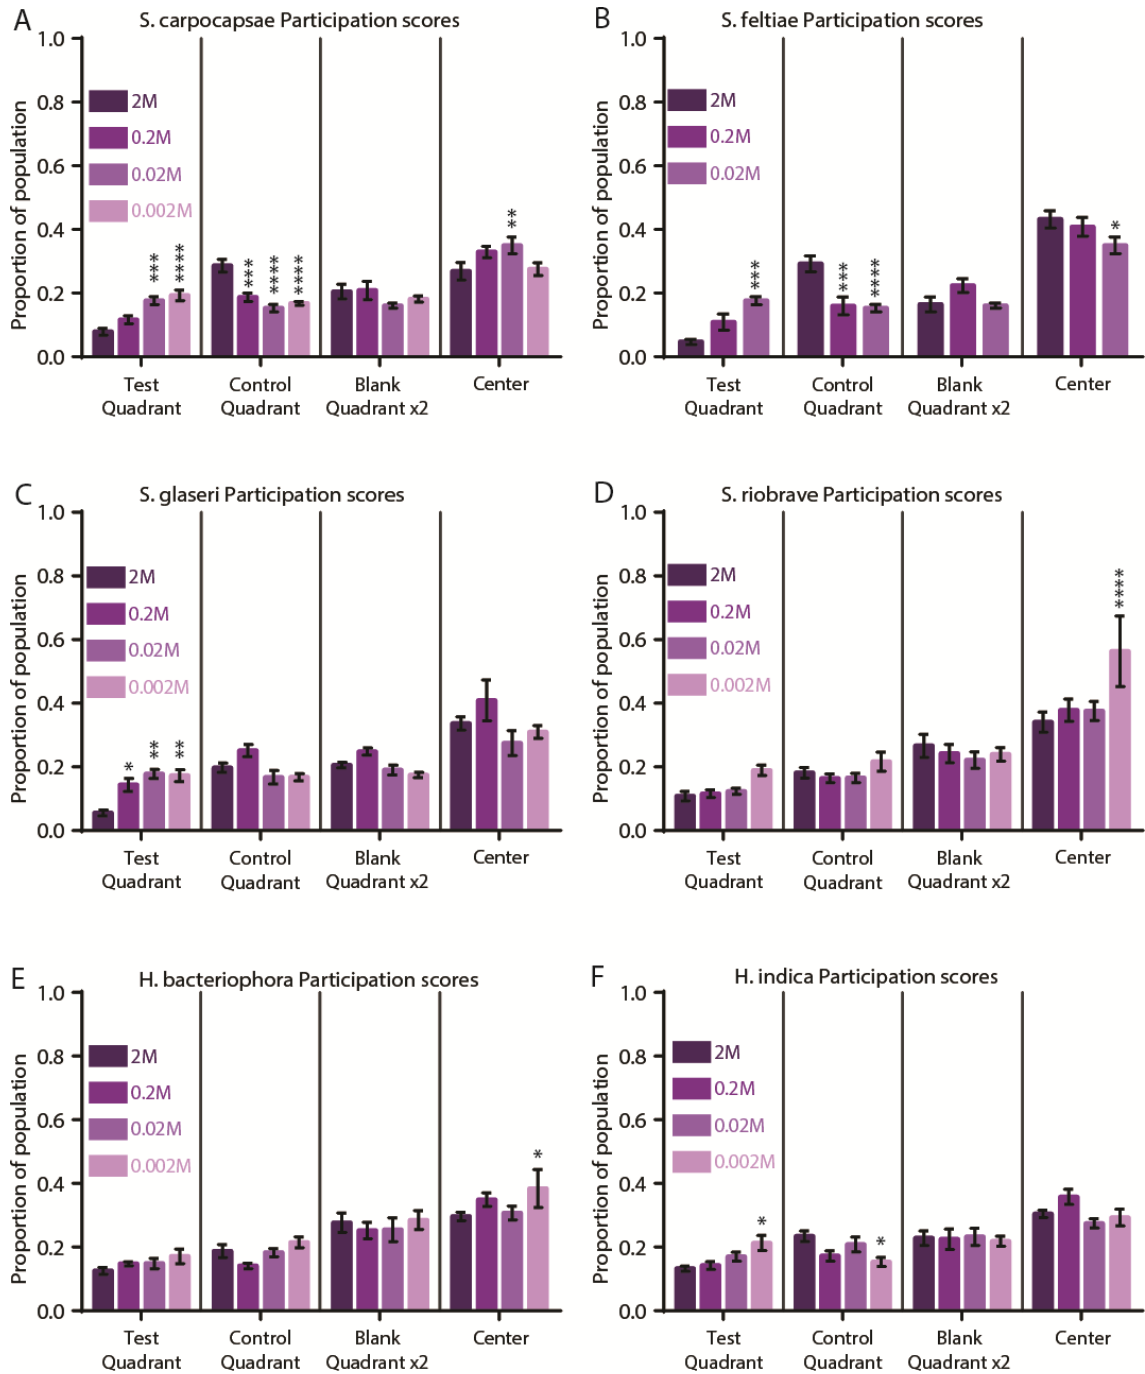 A
S. carpocapsae Participation scores
Proportion of population
1.0
0.8
0.6
0.4
0.2
0.0
2M
0.2M
0.02M
0.002M
***
****
***
****
****
**
Test
Quadrant
Control
Quadrant
Blank
Quadrant x2
Center
B
S. feltiae Participation scores
Proportion of population
1.0
0.8
0.6
0.4
0.2
0.0
2M
0.2M
0.02M
***
***
****
*
Test
Quadrant
Control
Quadrant
Blank
Quadrant x2
Center
C
S. glaseri Participation scores
Proportion of population
1.0
0.8
0.6
0.4
0.2
0.0
2M
0.2M
0.02M
0.002M
*
**
**
Test
Quadrant
Control
Quadrant
Blank
Quadrant x2
Center
D
S. riobrave Participation scores
Proportion of population
1.0
0.8
0.6
0.4
0.2
0.0
2M
0.2M
0.02M
0.002M
****
Test
Quadrant
Control
Quadrant
Blank
Quadrant x2
Center
E
H. bacteriophora Participation scores
Proportion of population
1.0
0.8
0.6
0.4
0.2
0.0
2M
0.2M
0.02M
0.002M
*
Test
Quadrant
Control
Quadrant
Blank
Quadrant x2
Center
F
H. indica Participation scores
Proportion of population
1.0
0.8
0.6
0.4
0.2
0.0
2M
0.2M
0.02M
0.002M
*
*
Test
Quadrant
Control
Quadrant
Blank
Quadrant x2
Center